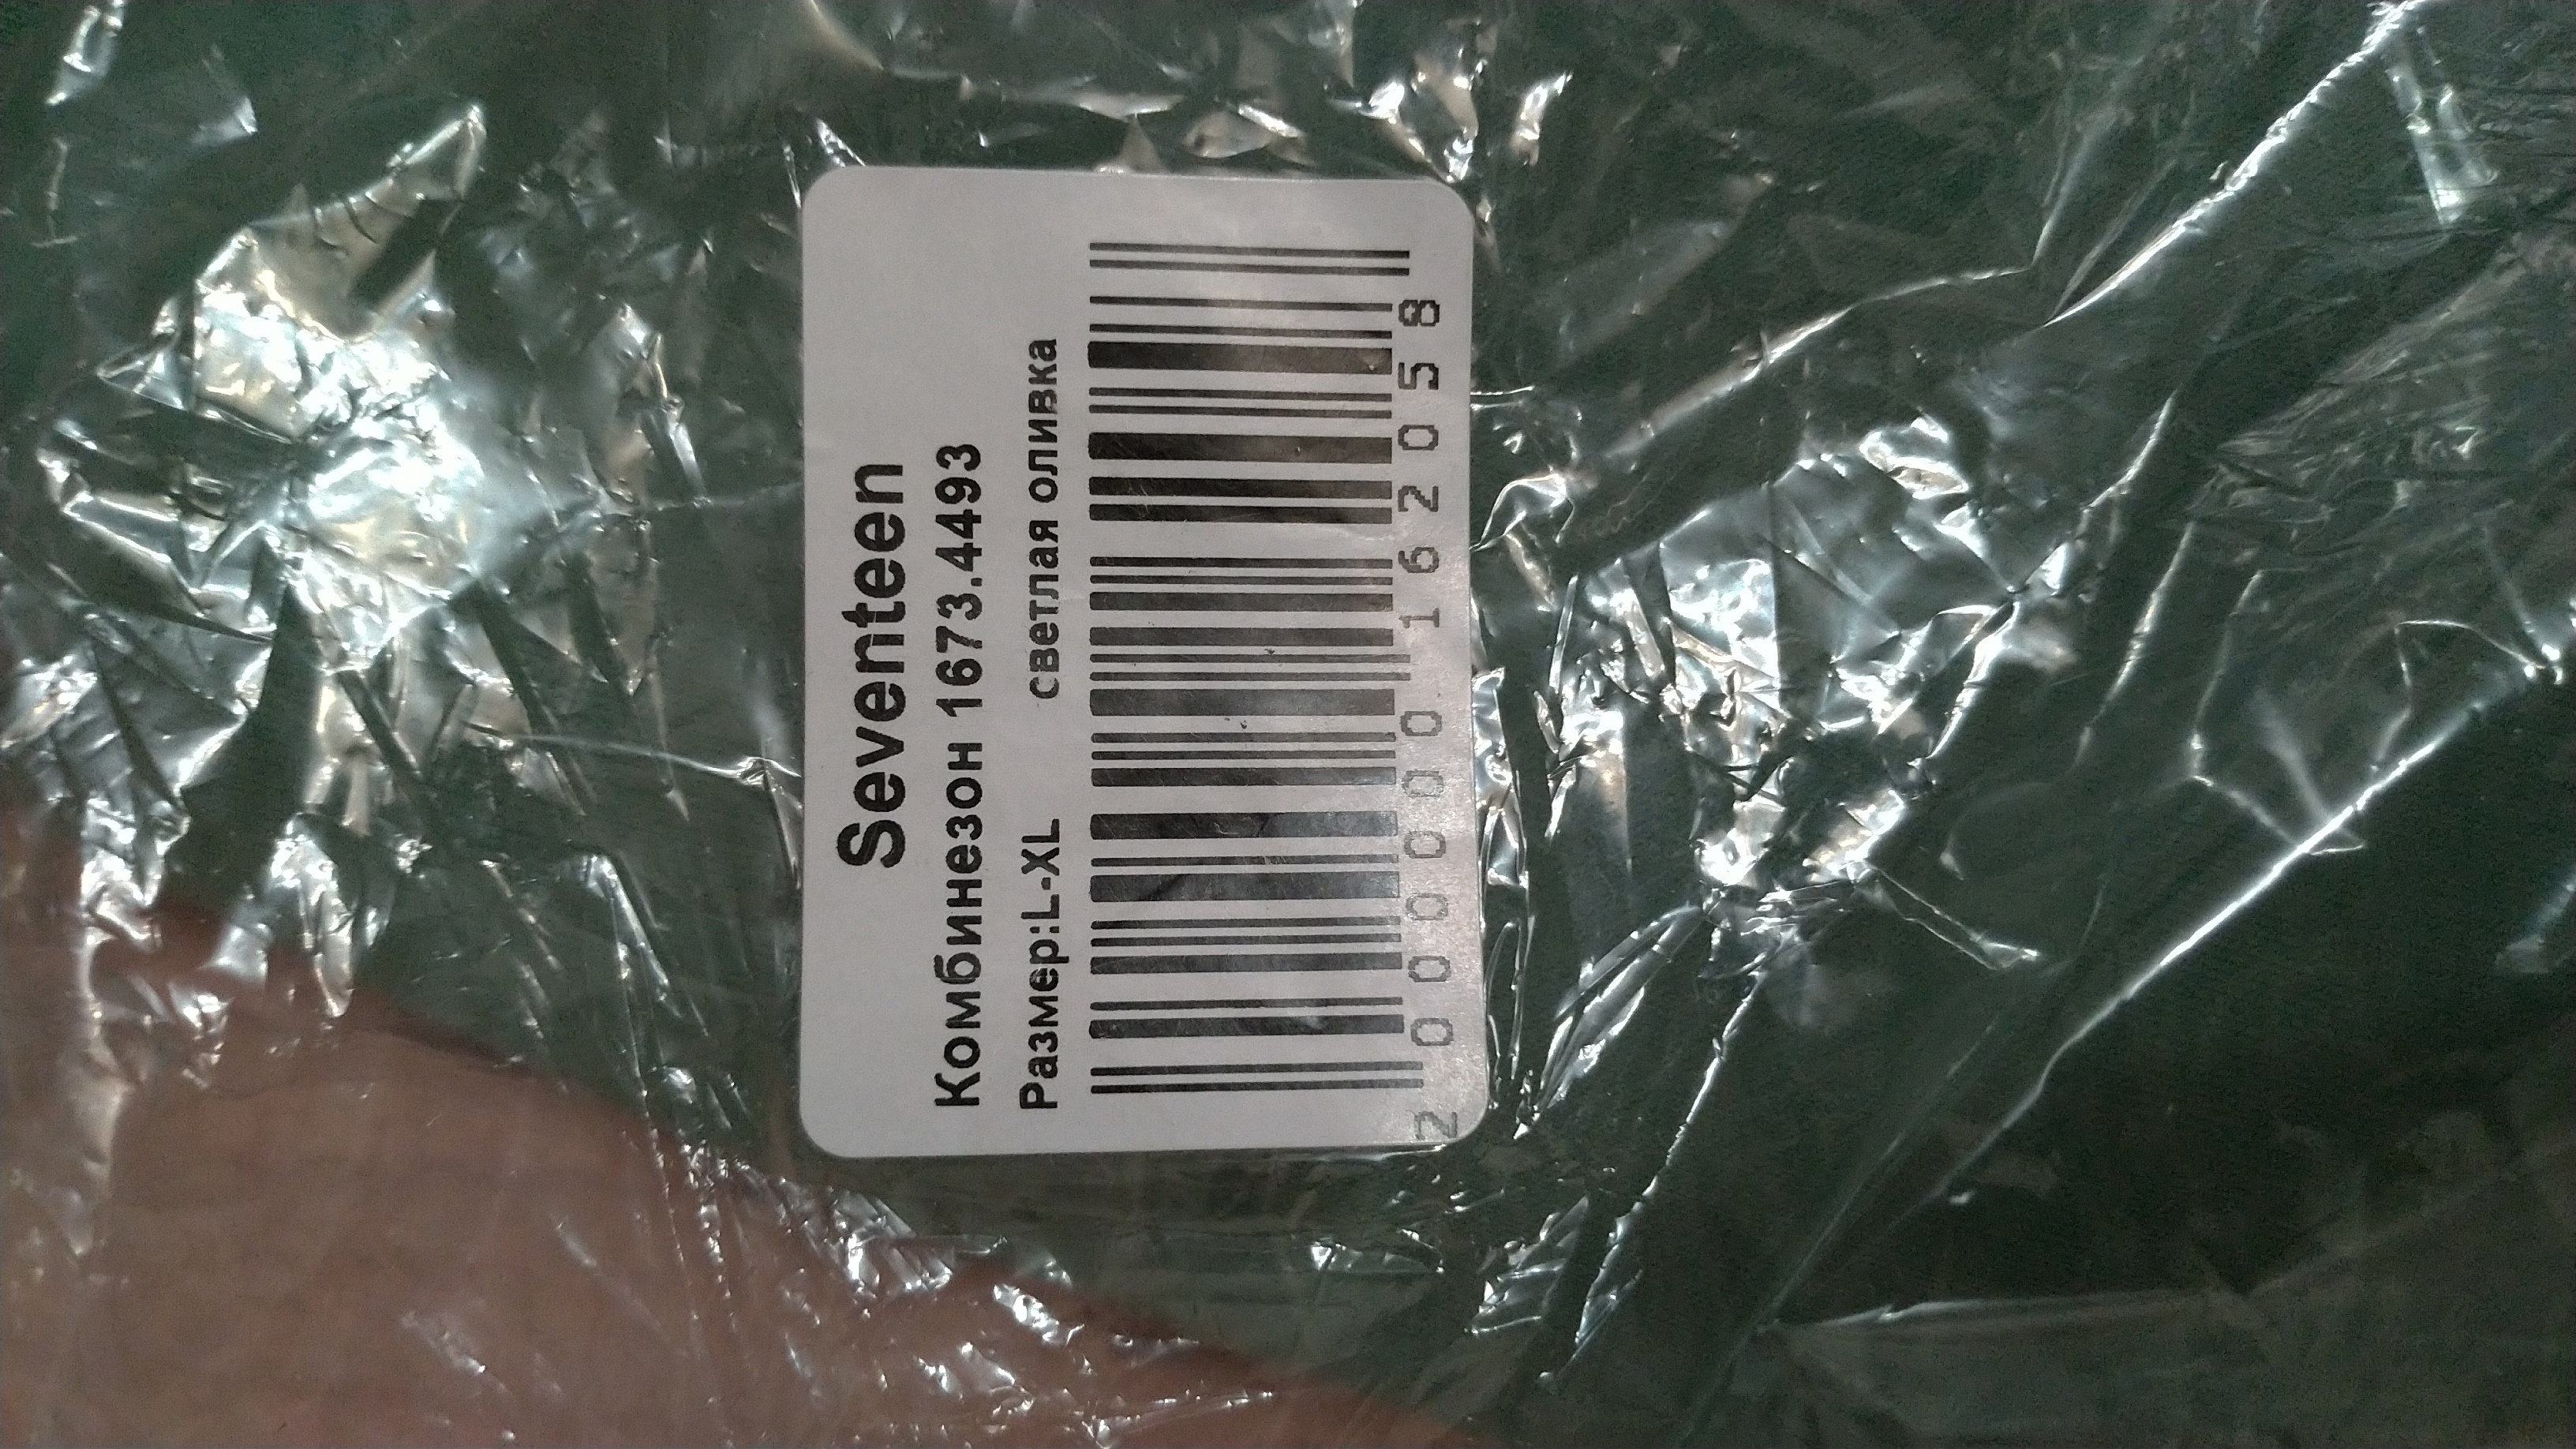 Seventeen
Комбинезон 1673.4493
Размер:L-XL светлая оливка
2000000162058